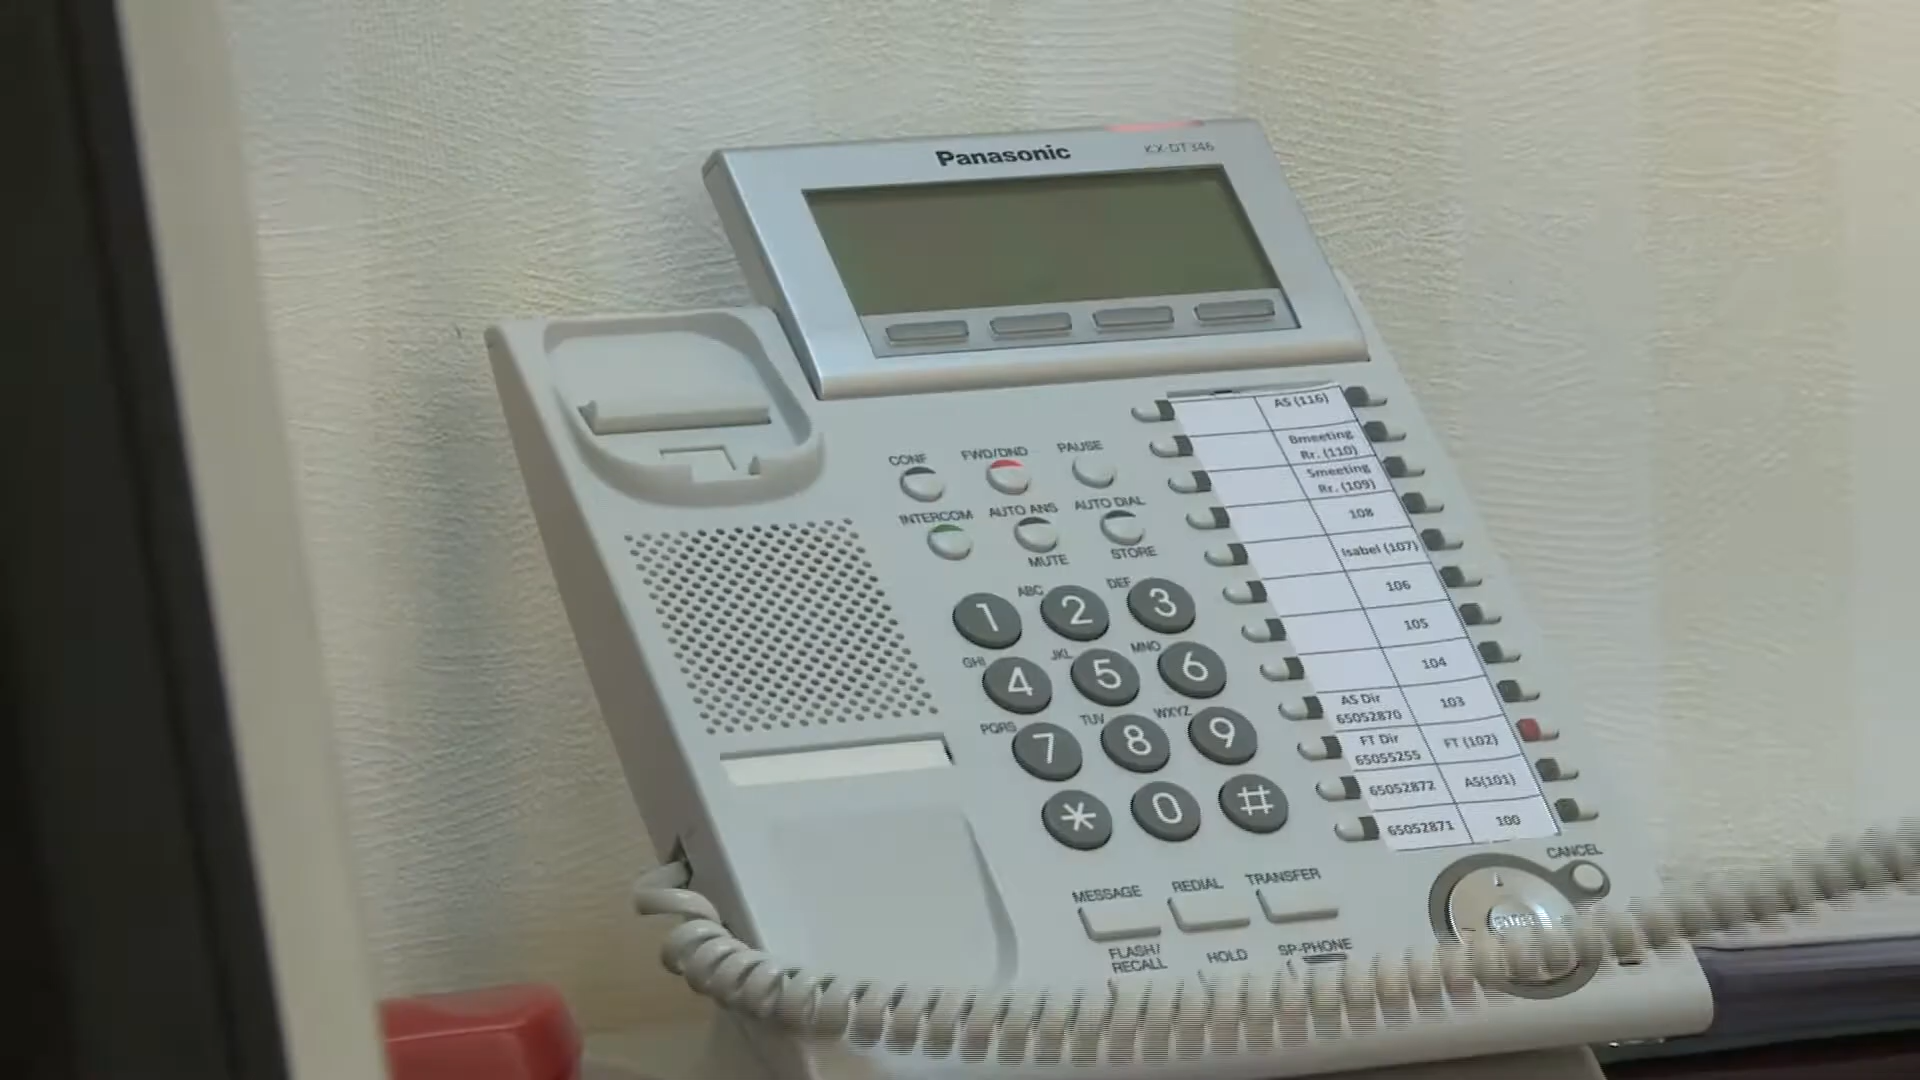 Panasonic
KX-DT346
CONF
FWD/DND
PAUSE
INTERCOM
AUTO ANS
AUTO DIAL
MUTE
STORE
1
ABC
2
DEF
3
GHI
4
JKL
5
MNO
6
PQRS
7
TUV
8
WXYZ
9
*
0
#
AS (116)
Bmeeting
Rr. (110)
Smeeting
Rr. (109)
108
Isabel (107)
106
105
104
AS Dir
65052870
103
FT Dir
65055255
FT (102)
65052872
AS(101)
65052871
100
CANCEL
MESSAGE
REDIAL
TRANSFER
FLASH/
RECALL
HOLD
SP-PHONE